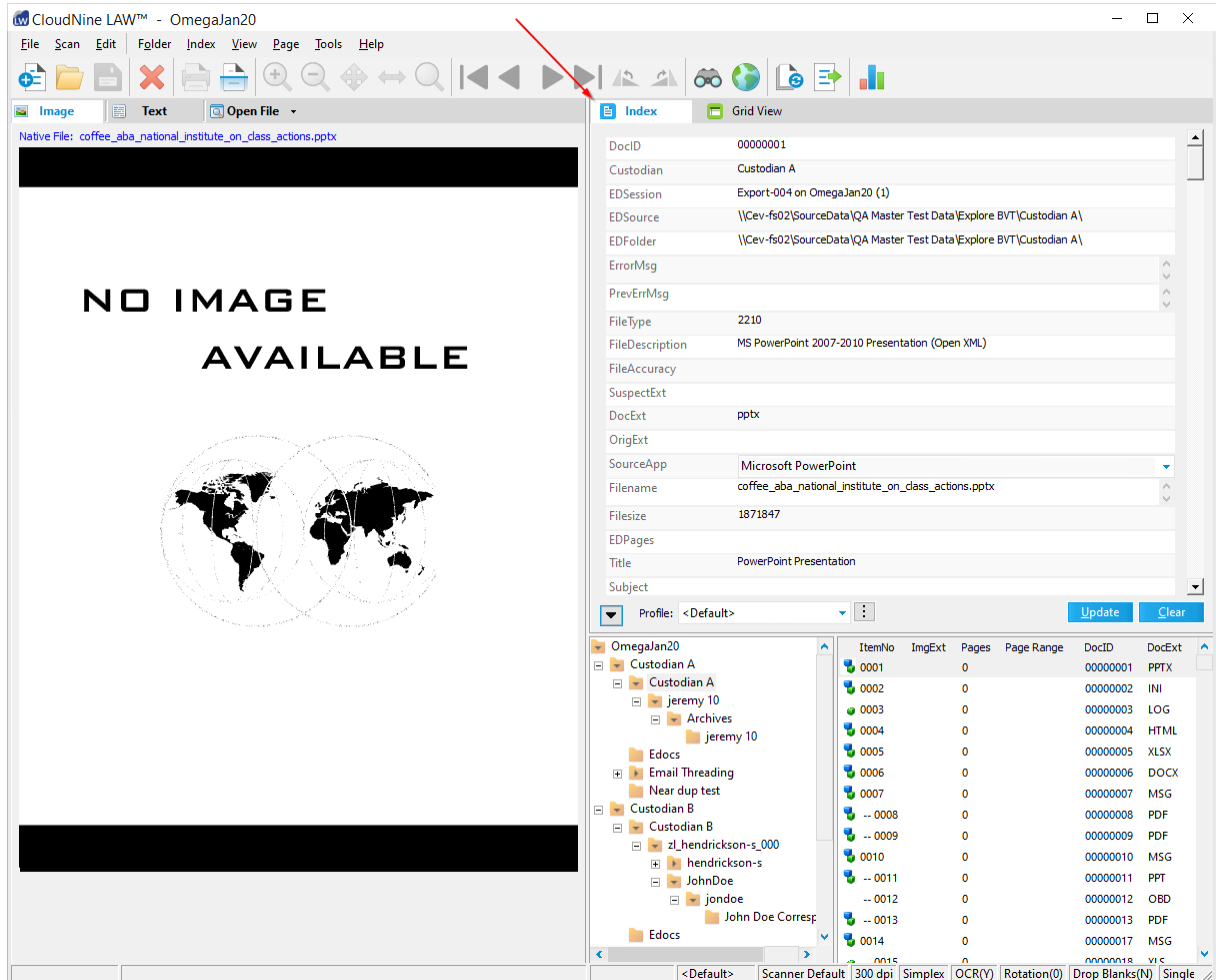 LW CloudNine LAW™ - OmegaJan20
File Scan Edit Folder Index View Page Tools Help
Image Text Open File
Native File: coffee_aba_national_institute_on_class_actions.pptx
NO IMAGE
AVAILABLE
Index Grid View
DocID 00000001
Custodian Custodian A
EDSession Export-004 on OmegaJan20 (1)
EDSource \\Cev-fs02\SourceData\QA Master Test Data\Explore BVT\Custodian A\
EDFolder \\Cev-fs02\SourceData\QA Master Test Data\Explore BVT\Custodian A\
ErrorMsg
PrevErrMsg
FileType 2210
FileDescription MS PowerPoint 2007-2010 Presentation (Open XML)
FileAccuracy
SuspectExt
DocExt pptx
OrigExt
SourceApp Microsoft PowerPoint
Filename coffee_aba_national_institute_on_class_actions.pptx
Filesize 1871847
EDPages
Title PowerPoint Presentation
Subject
Profile: <Default> Update Clear
OmegaJan20
Custodian A
Custodian A
jeremy 10
Archives
jeremy 10
Edocs
Email Threading
Near dup test
Custodian B
Custodian B
zl_hendrickson-s_000
hendrickson-s
JohnDoe
jondoe
John Doe Corresp
Edocs
ItemNo ImgExt Pages Page Range DocID DocExt
0001 0 00000001 PPTX
0002 0 00000002 INI
0003 0 00000003 LOG
0004 0 00000004 HTML
0005 0 00000005 XLSX
0006 0 00000006 DOCX
0007 0 00000007 MSG
-- 0008 0 00000008 PDF
-- 0009 0 00000009 PDF
0010 0 00000010 MSG
-- 0011 0 00000011 PPT
-- 0012 0 00000012 OBD
-- 0013 0 00000013 PDF
0014 0 00000017 MSG
-- 0015 0 00000018 XLS
<Default> Scanner Default 300 dpi Simplex OCR(Y) Rotation(0) Drop Blanks(N) Single